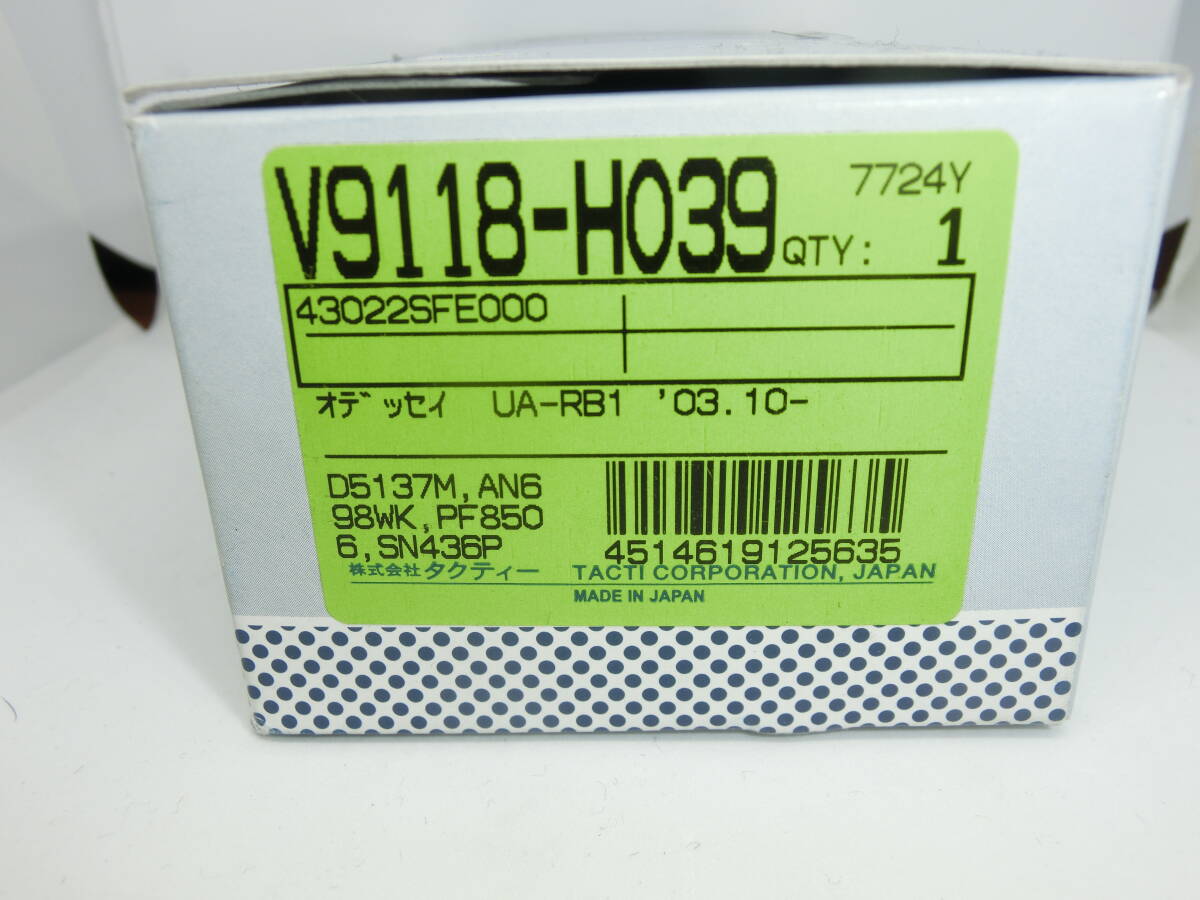 V9118-H039 7724Y
QTY: 1
43022SFE000
オデッセイ UA-RB1 '03.10-
D5137M,AN6
98WK,PF850
6,SN436P
4514619125635
株式会社タクティー TACTI CORPORATION, JAPAN
MADE IN JAPAN